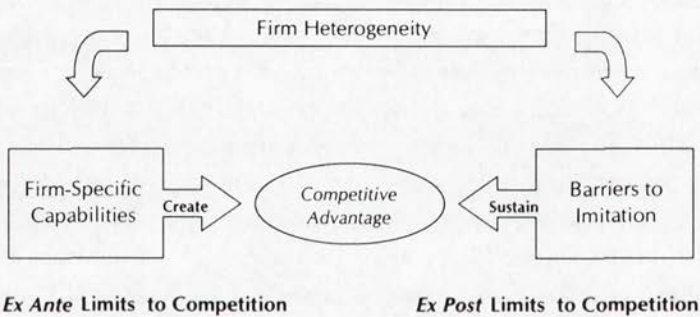 Firm Heterogeneity
Firm-Specific
Capabilities
Create
Competitive
Advantage
Sustain
Barriers to
Imitation
Ex Ante Limits to Competition
Ex Post Limits to Competition